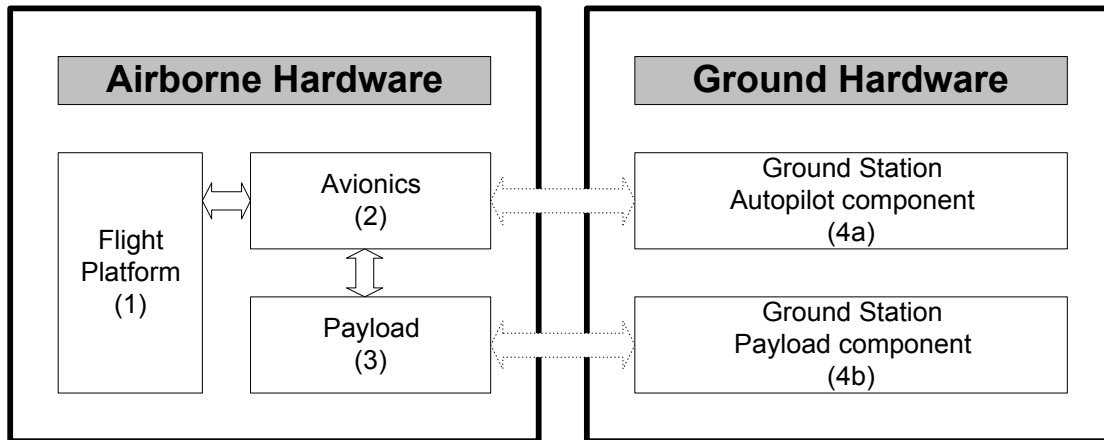 Airborne Hardware
Flight
Platform
(1)
Avionics
(2)
Payload
(3)
Ground Hardware
Ground Station
Autopilot component
(4a)
Ground Station
Payload component
(4b)